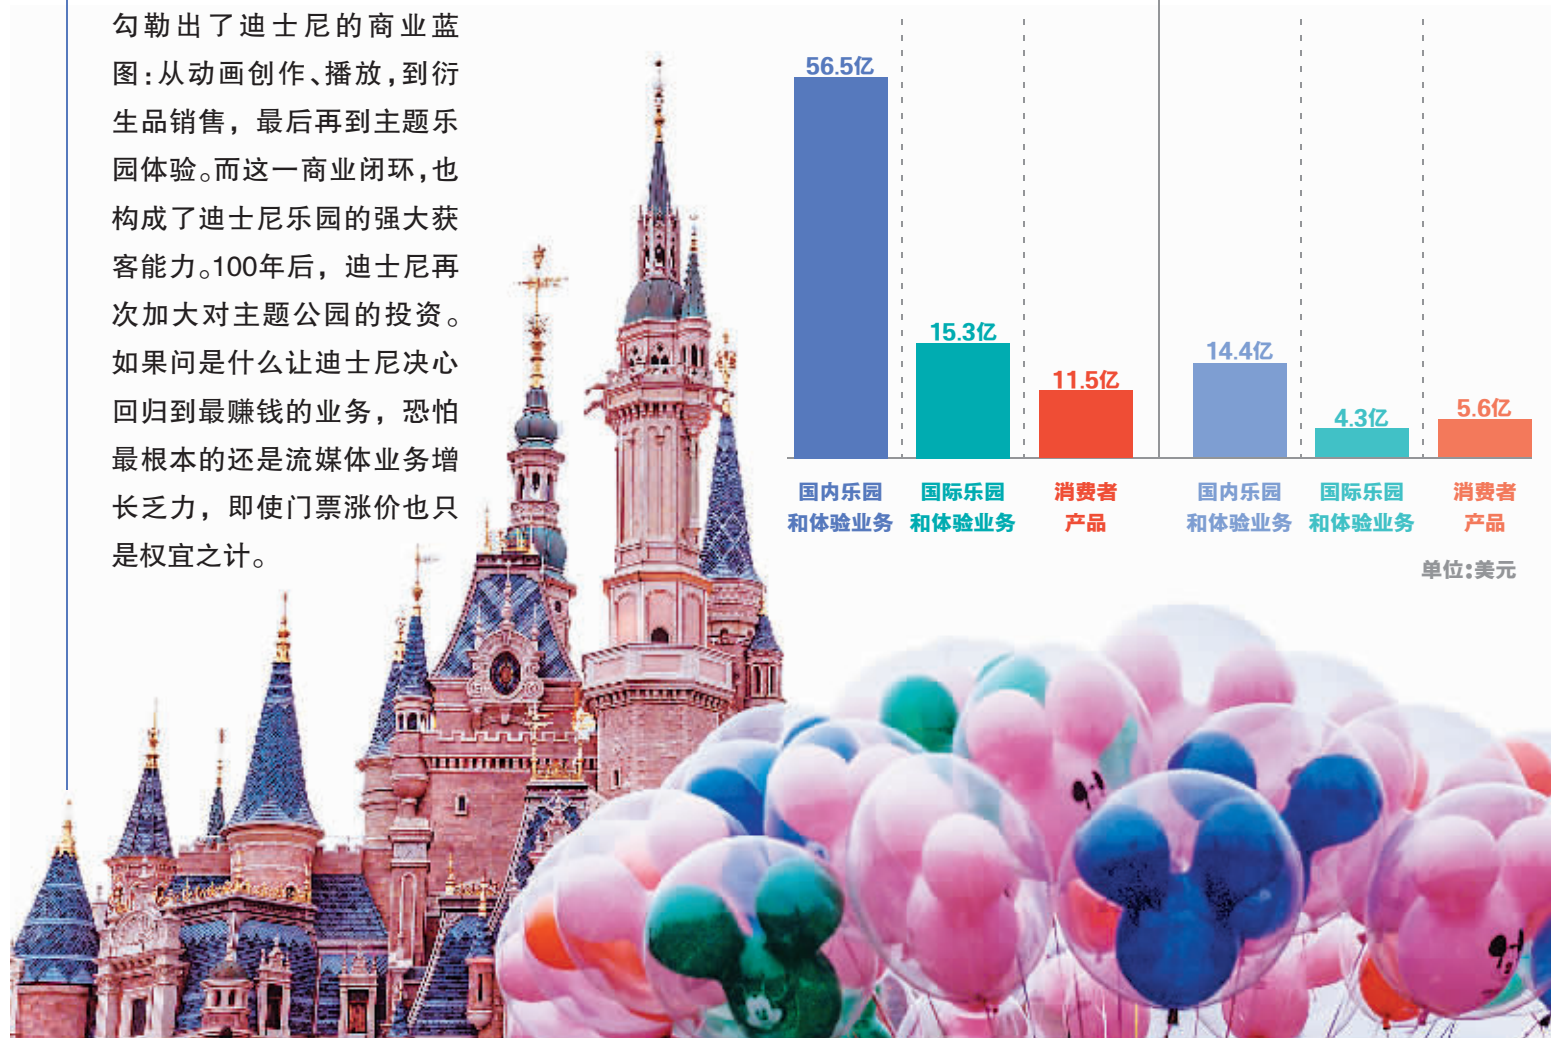 勾勒出了迪士尼的商业蓝
图：从动画创作、播放，到衍
生品销售，最后再到主题乐
园体验。而这一商业闭环，也
构成了迪士尼乐园的强大获
客能力。100年后，迪士尼再
次加大对主题公园的投资。
如果问是什么让迪士尼决心
回归到最赚钱的业务，恐怕
最根本的还是流媒体业务增
长乏力，即使门票涨价也只
是权宜之计。
56.5亿
15.3亿
11.5亿
14.4亿
4.3亿
5.6亿
国内乐园
和体验业务
国际乐园
和体验业务
消费者
产品
国内乐园
和体验业务
国际乐园
和体验业务
消费者
产品
单位：美元